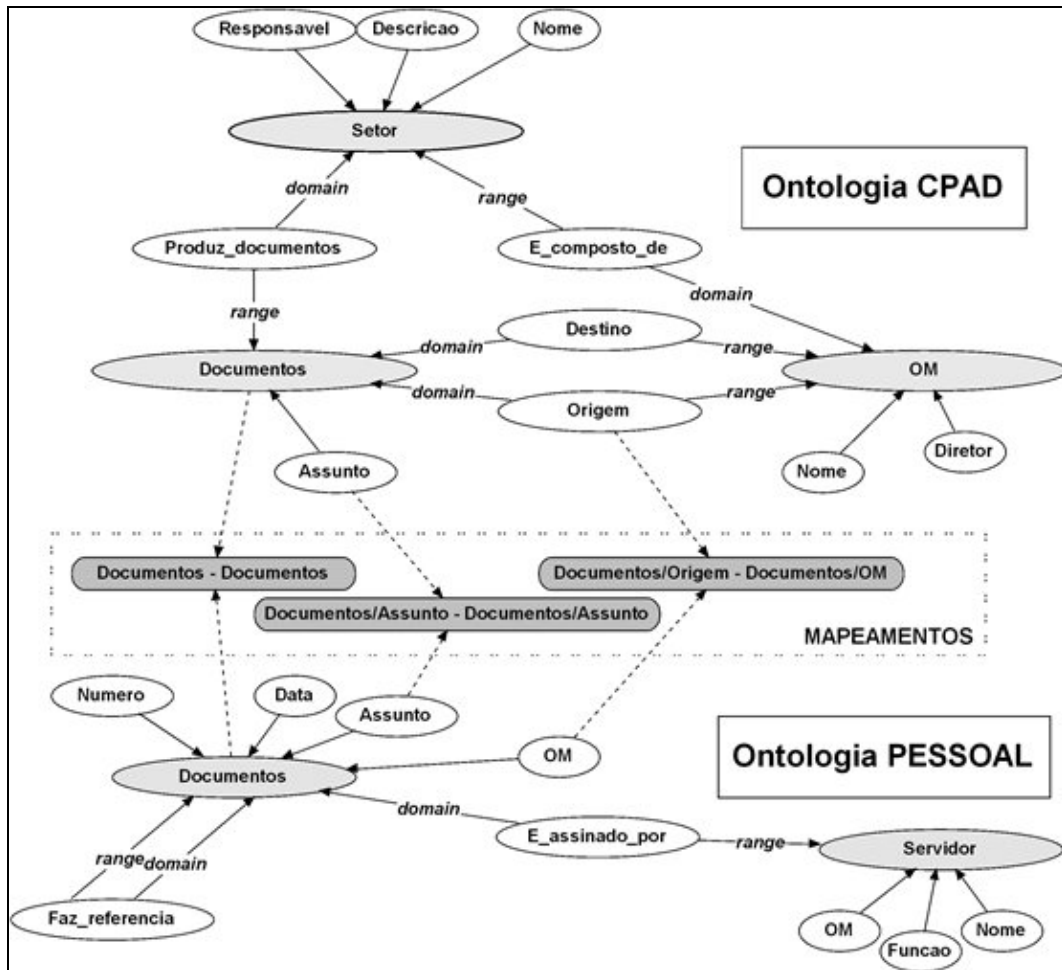 Responsavel
Descricao
Nome
Setor
domain
range
Ontologia CPAD
Produz_documentos
E_composto_de
range
domain
Destino
domain
range
Documentos
OM
domain
range
Origem
Assunto
Nome
Diretor
Documentos - Documentos
Documentos/Origem - Documentos/OM
Documentos/Assunto - Documentos/Assunto
MAPEAMENTOS
Numero
Data
Assunto
OM
Ontologia PESSOAL
Documentos
domain
E_assinado_por
range
Servidor
range
domain
Faz_referencia
OM
Funcao
Nome